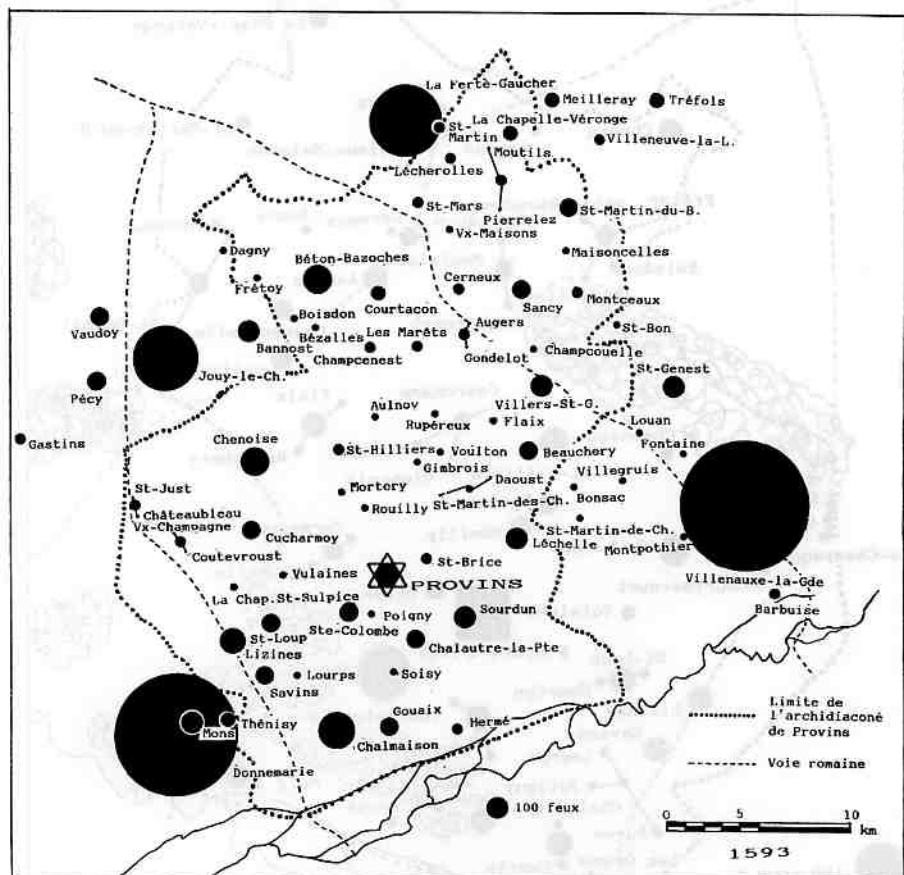 La Ferté-Gaucher
Meilleray
Tréfols
La Chapelle-Véronge
St-
Martin
Villeneuve-la-L.
Moutils
Lécherolles
St-Mars
Pierrelez
St-Martin-du-B.
Vx-Maisons
Dagny
Maisoncelles
Béton-Bazoches
Frétoy
Cerneux
Courtacon
Sancy
Montceaux
Vaudoy
Boisdon
Augers
St-Bon
Bannost
Bézalles
Les Marêts
Champcenest
Gondelot
Champcouelle
Jouy-le-Ch.
St-Genest
Pécy
Villers-St-G.
Aulnoy
Rupéreux
Flaix
Louan
Gastins
Chenoise
Fontaine
St-Hilliers
Voulton
Beauchery
Gimbrois
Villegruis
Mortery
Daoust
St-Just
Rouilly
St-Martin-des-Ch.
Bonsac
Châteaubleau
Vx-Champagne
Cucharmoy
St-Martin-de-Ch.
Léchelle
Montpothier
Coutevroust
St-Brice
Vulaines
PROVINS
Villenauxe-la-Gde
La Chap.St-Sulpice
Barbuise
Poigny
Sourdun
St-Loup
Ste-Colombe
Lizines
Chalautre-la-Pte
Savins
Lourps
Soisy
Mons
Thénisy
Gouaix
Hermé
Chalmaison
Donnemarie
Limite de
l'archidiaconé
de Provins
Voie romaine
100 feux
0 5 10
km
1593